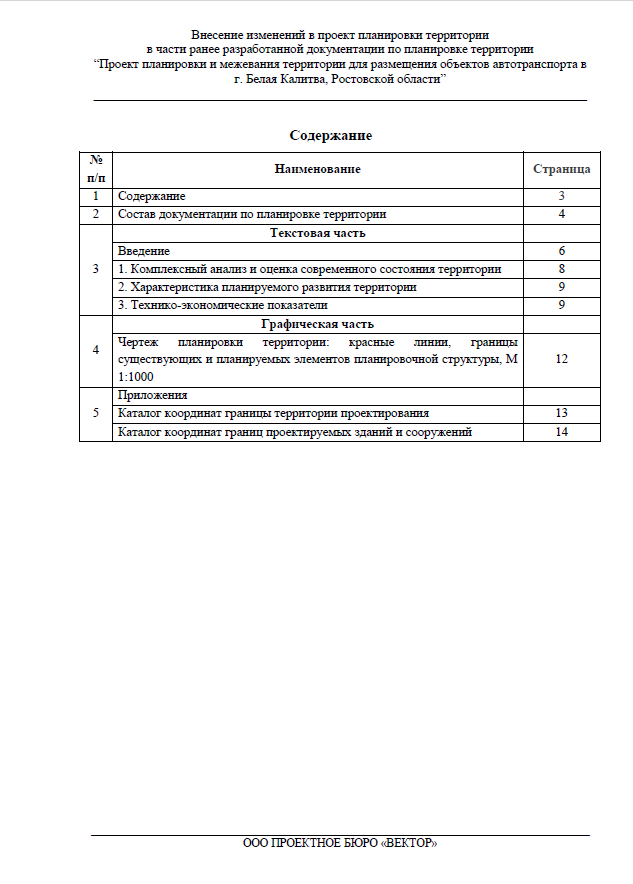 Внесение изменений в проект планировки территории
в части ранее разработанной документации по планировке территории
“Проект планировки и межевания территории для размещения объектов автотранспорта в
г. Белая Калитва, Ростовской области”
Содержание
№
п/п
Наименование
Страница
1 Содержание 3
2 Состав документации по планировке территории 4
3
Текстовая часть
Введение 6
1. Комплексный анализ и оценка современного состояния территории 8
2. Характеристика планируемого развития территории 9
3. Технико-экономические показатели 9
4
Графическая часть
Чертеж планировки территории: красные линии, границы
существующих и планируемых элементов планировочной структуры, М
1:1000
12
5
Приложения
Каталог координат границы территории проектирования 13
Каталог координат границ проектируемых зданий и сооружений 14
ООО ПРОЕКТНОЕ БЮРО «ВЕКТОР»